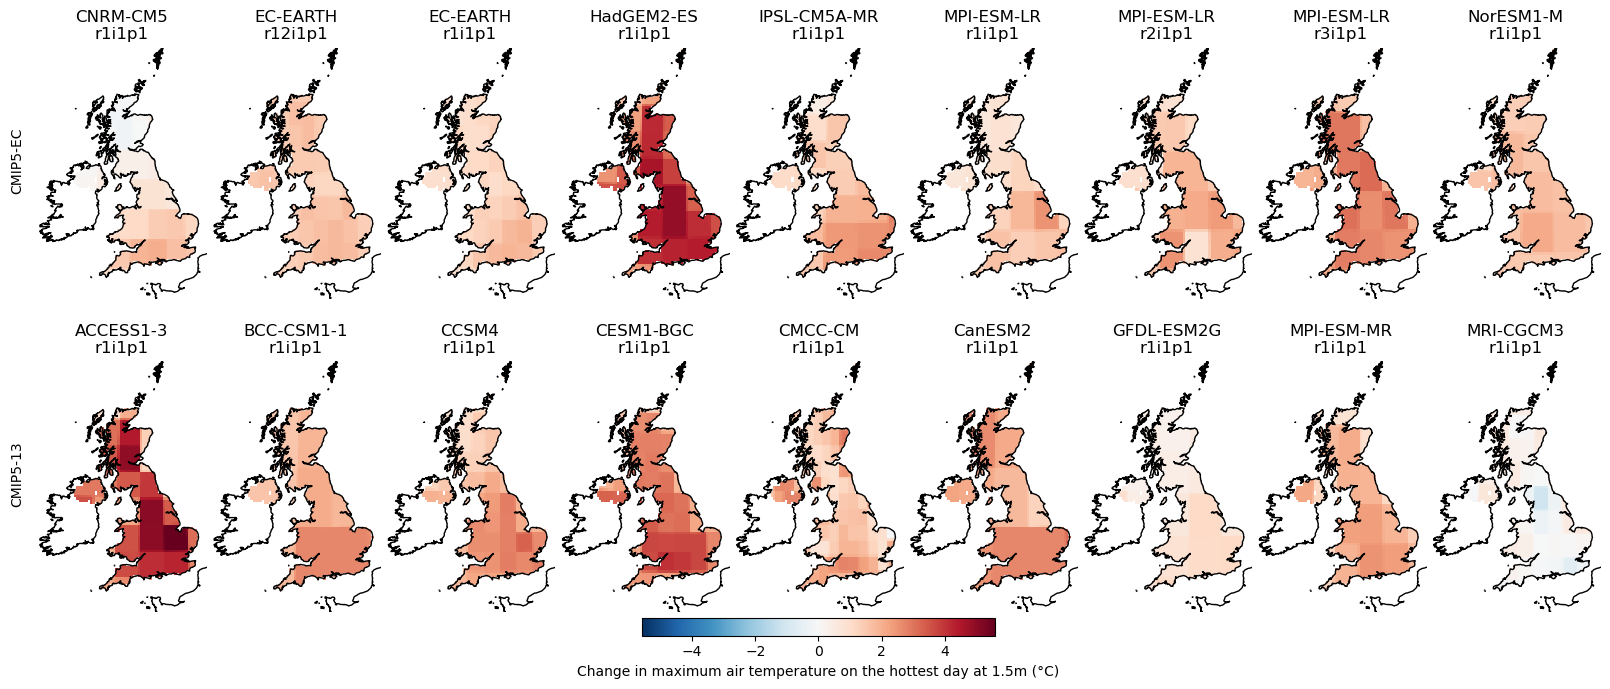 CNRM-CM5 EC-EARTH EC-EARTH HadGEM2-ES IPSL-CM5A-MR MPI-ESM-LR MPI-ESM-LR MPI-ESM-LR NorESM1-M
r1i1p1 r12i1p1 r1i1p1 r1i1p1 r1i1p1 r1i1p1 r2i1p1 r3i1p1 r1i1p1
CMIP5-EC
ACCESS1-3 BCC-CSM1-1 CCSM4 CESM1-BGC CMCC-CM CanESM2 GFDL-ESM2G MPI-ESM-MR MRI-CGCM3
r1i1p1 r1i1p1 r1i1p1 r1i1p1 r1i1p1 r1i1p1 r1i1p1 r1i1p1 r1i1p1
CMIP5-13
−4 −2 0 2 4
Change in maximum air temperature on the hottest day at 1.5m (°C)